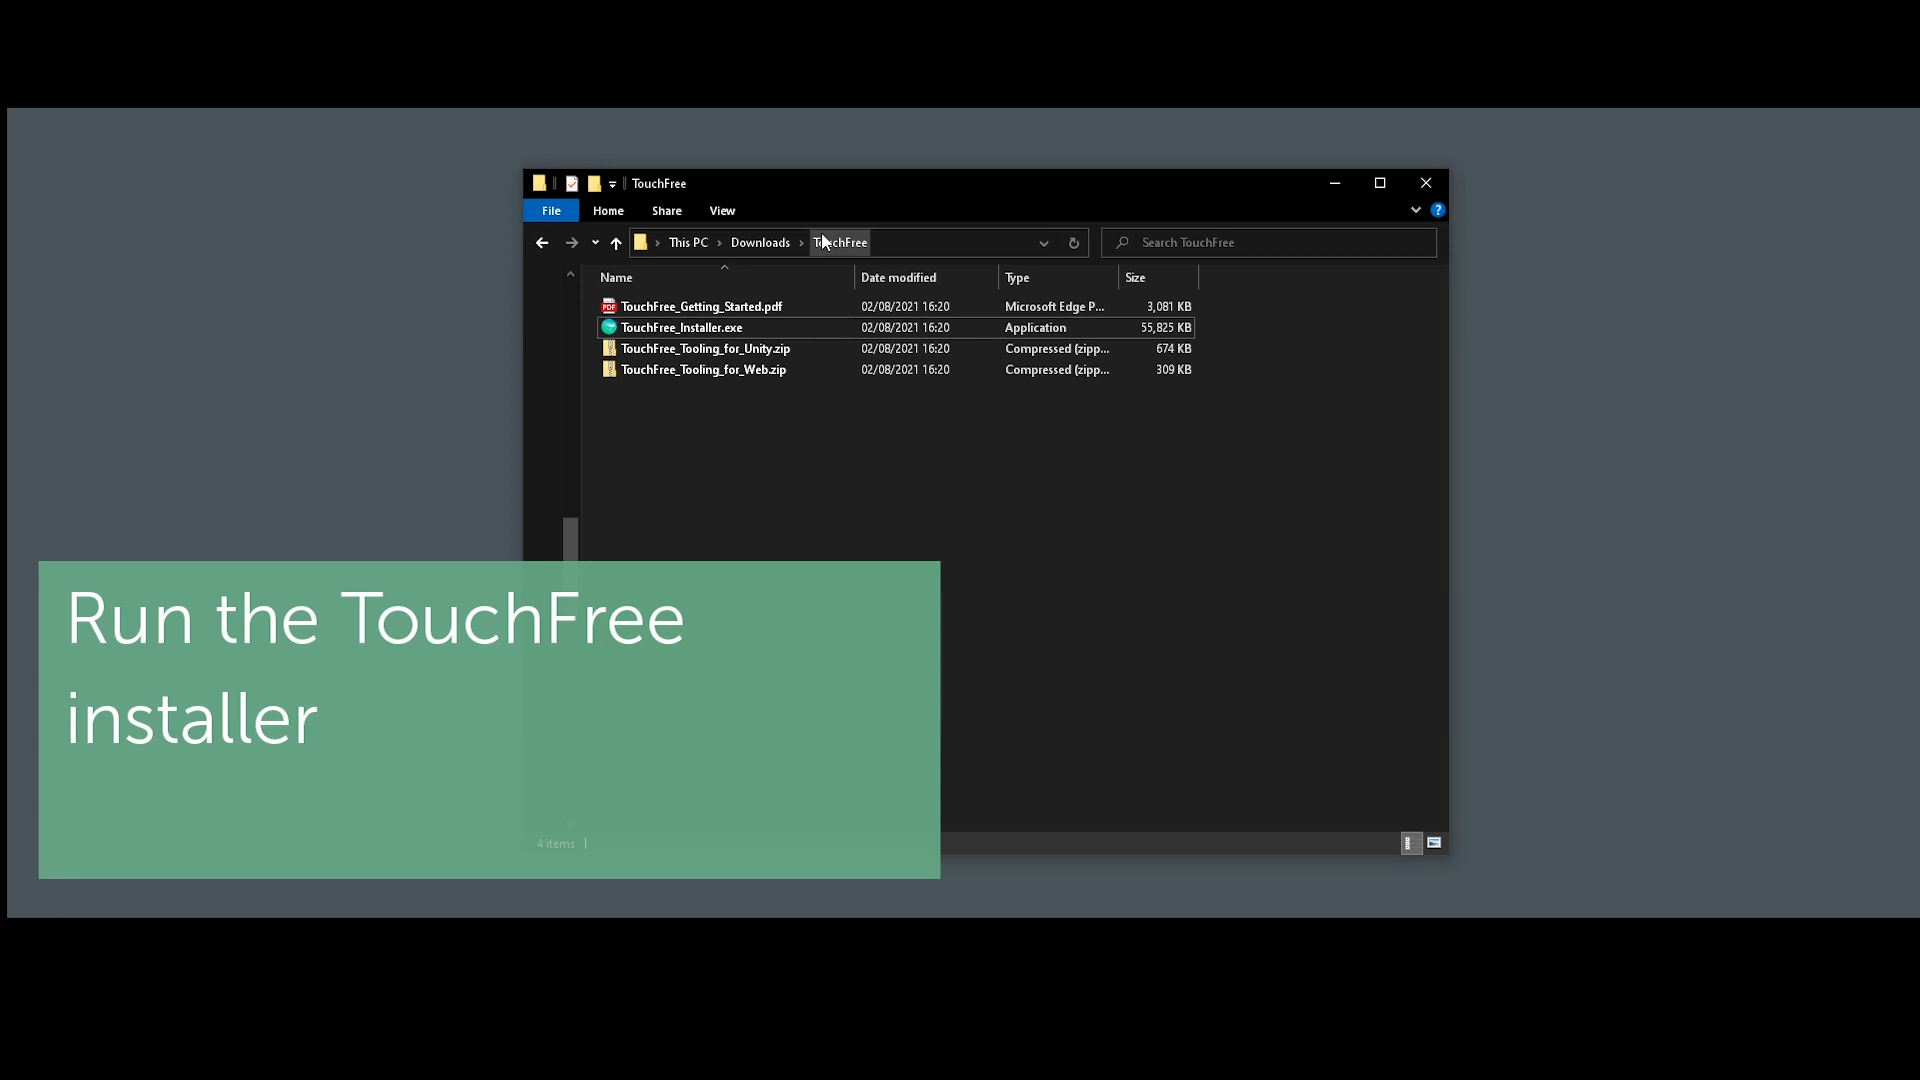 TouchFree
File Home Share View
This PC Downloads TouchFree Search TouchFree
Name Date modified Type Size
TouchFree_Getting_Started.pdf 02/08/2021 16:20 Microsoft Edge P... 3,081 KB
TouchFree_Installer.exe 02/08/2021 16:20 Application 55,825 KB
TouchFree_Tooling_for_Unity.zip 02/08/2021 16:20 Compressed (zipp... 674 KB
TouchFree_Tooling_for_Web.zip 02/08/2021 16:20 Compressed (zipp... 309 KB
Run the TouchFree
installer
4 items